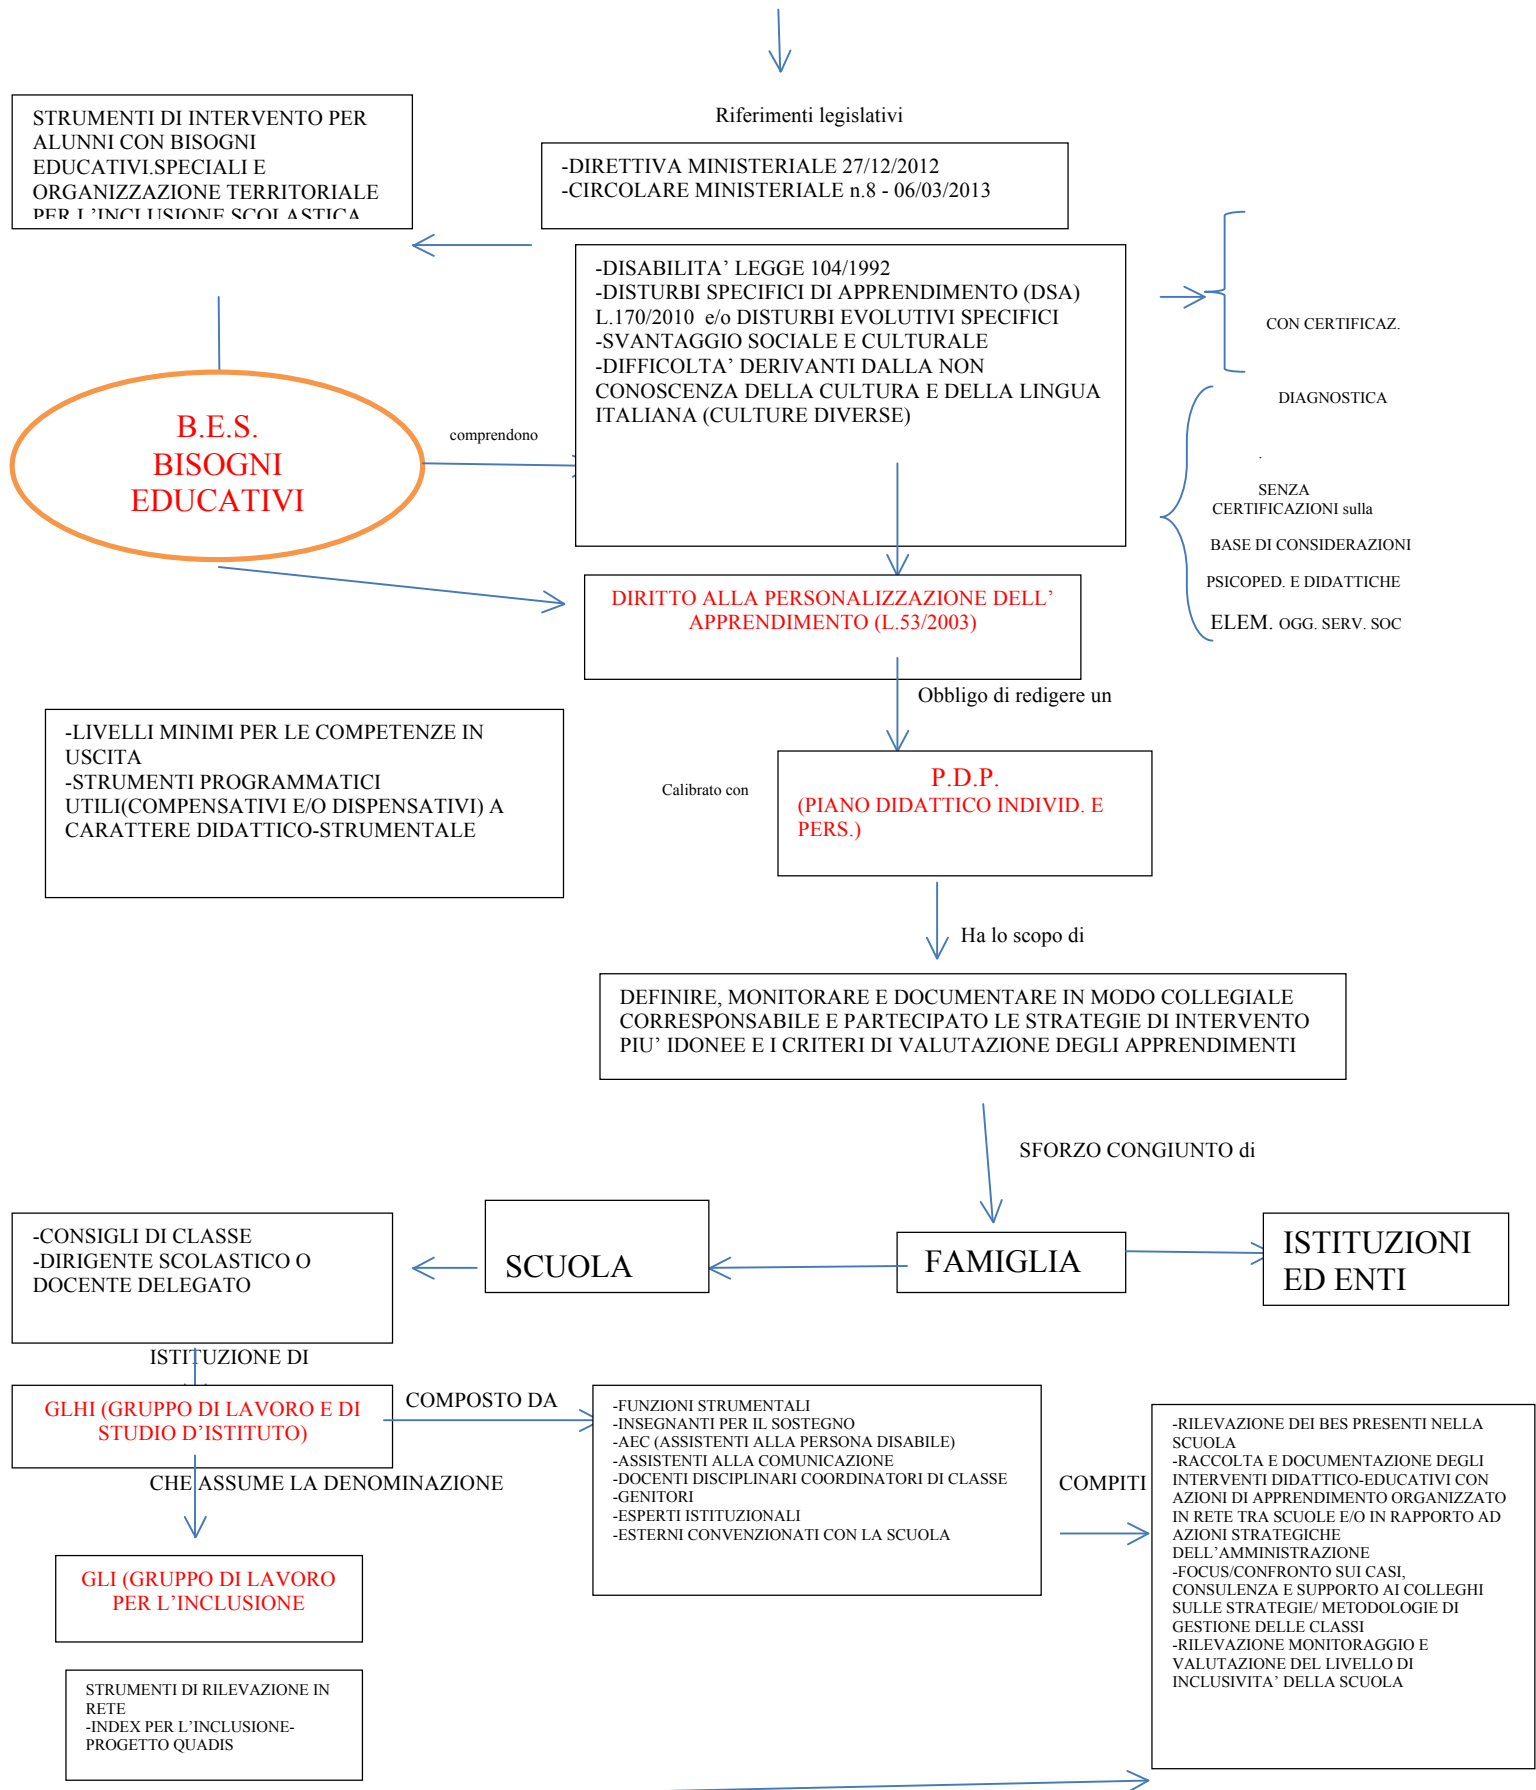 Riferimenti legislativi
STRUMENTI DI INTERVENTO PER
ALUNNI CON BISOGNI
EDUCATIVI.SPECIALI E
ORGANIZZAZIONE TERRITORIALE
PER L’INCLUSIONE SCOLASTICA
-DIRETTIVA MINISTERIALE 27/12/2012
-CIRCOLARE MINISTERIALE n.8 - 06/03/2013
-DISABILITA’ LEGGE 104/1992
-DISTURBI SPECIFICI DI APPRENDIMENTO (DSA)
L.170/2010 e/o DISTURBI EVOLUTIVI SPECIFICI
-SVANTAGGIO SOCIALE E CULTURALE
-DIFFICOLTA’ DERIVANTI DALLA NON
CONOSCENZA DELLA CULTURA E DELLA LINGUA
ITALIANA (CULTURE DIVERSE)
CON CERTIFICAZ.
DIAGNOSTICA
.
SENZA
CERTIFICAZIONI sulla
BASE DI CONSIDERAZIONI
PSICOPED. E DIDATTICHE
ELEM. OGG. SERV. SOC
B.E.S.
BISOGNI
EDUCATIVI
comprendono
DIRITTO ALLA PERSONALIZZAZIONE DELL’
APPRENDIMENTO (L.53/2003)
Obbligo di redigere un
-LIVELLI MINIMI PER LE COMPETENZE IN
USCITA
-STRUMENTI PROGRAMMATICI
UTILI(COMPENSATIVI E/O DISPENSATIVI) A
CARATTERE DIDATTICO-STRUMENTALE
Calibrato con
P.D.P.
(PIANO DIDATTICO INDIVID. E
PERS.)
Ha lo scopo di
DEFINIRE, MONITORARE E DOCUMENTARE IN MODO COLLEGIALE
CORRESPONSABILE E PARTECIPATO LE STRATEGIE DI INTERVENTO
PIU’ IDONEE E I CRITERI DI VALUTAZIONE DEGLI APPRENDIMENTI
SFORZO CONGIUNTO di
-CONSIGLI DI CLASSE
-DIRIGENTE SCOLASTICO O
DOCENTE DELEGATO
SCUOLA
FAMIGLIA
ISTITUZIONI
ED ENTI
ISTITUZIONE DI
GLHI (GRUPPO DI LAVORO E DI
STUDIO D’ISTITUTO)
COMPOSTO DA
-FUNZIONI STRUMENTALI
-INSEGNANTI PER IL SOSTEGNO
-AEC (ASSISTENTI ALLA PERSONA DISABILE)
-ASSISTENTI ALLA COMUNICAZIONE
-DOCENTI DISCIPLINARI COORDINATORI DI CLASSE
-GENITORI
-ESPERTI ISTITUZIONALI
-ESTERNI CONVENZIONATI CON LA SCUOLA
COMPITI
-RILEVAZIONE DEI BES PRESENTI NELLA
SCUOLA
-RACCOLTA E DOCUMENTAZIONE DEGLI
INTERVENTI DIDATTICO-EDUCATIVI CON
AZIONI DI APPRENDIMENTO ORGANIZZATO
IN RETE TRA SCUOLE E/O IN RAPPORTO AD
AZIONI STRATEGICHE
DELL’AMMINISTRAZIONE
-FOCUS/CONFRONTO SUI CASI,
CONSULENZA E SUPPORTO AI COLLEGHI
SULLE STRATEGIE/ METODOLOGIE DI
GESTIONE DELLE CLASSI
-RILEVAZIONE MONITORAGGIO E
VALUTAZIONE DEL LIVELLO DI
INCLUSIVITA’ DELLA SCUOLA
CHE ASSUME LA DENOMINAZIONE
GLI (GRUPPO DI LAVORO
PER L’INCLUSIONE
STRUMENTI DI RILEVAZIONE IN
RETE
-INDEX PER L’INCLUSIONE-
PROGETTO QUADIS